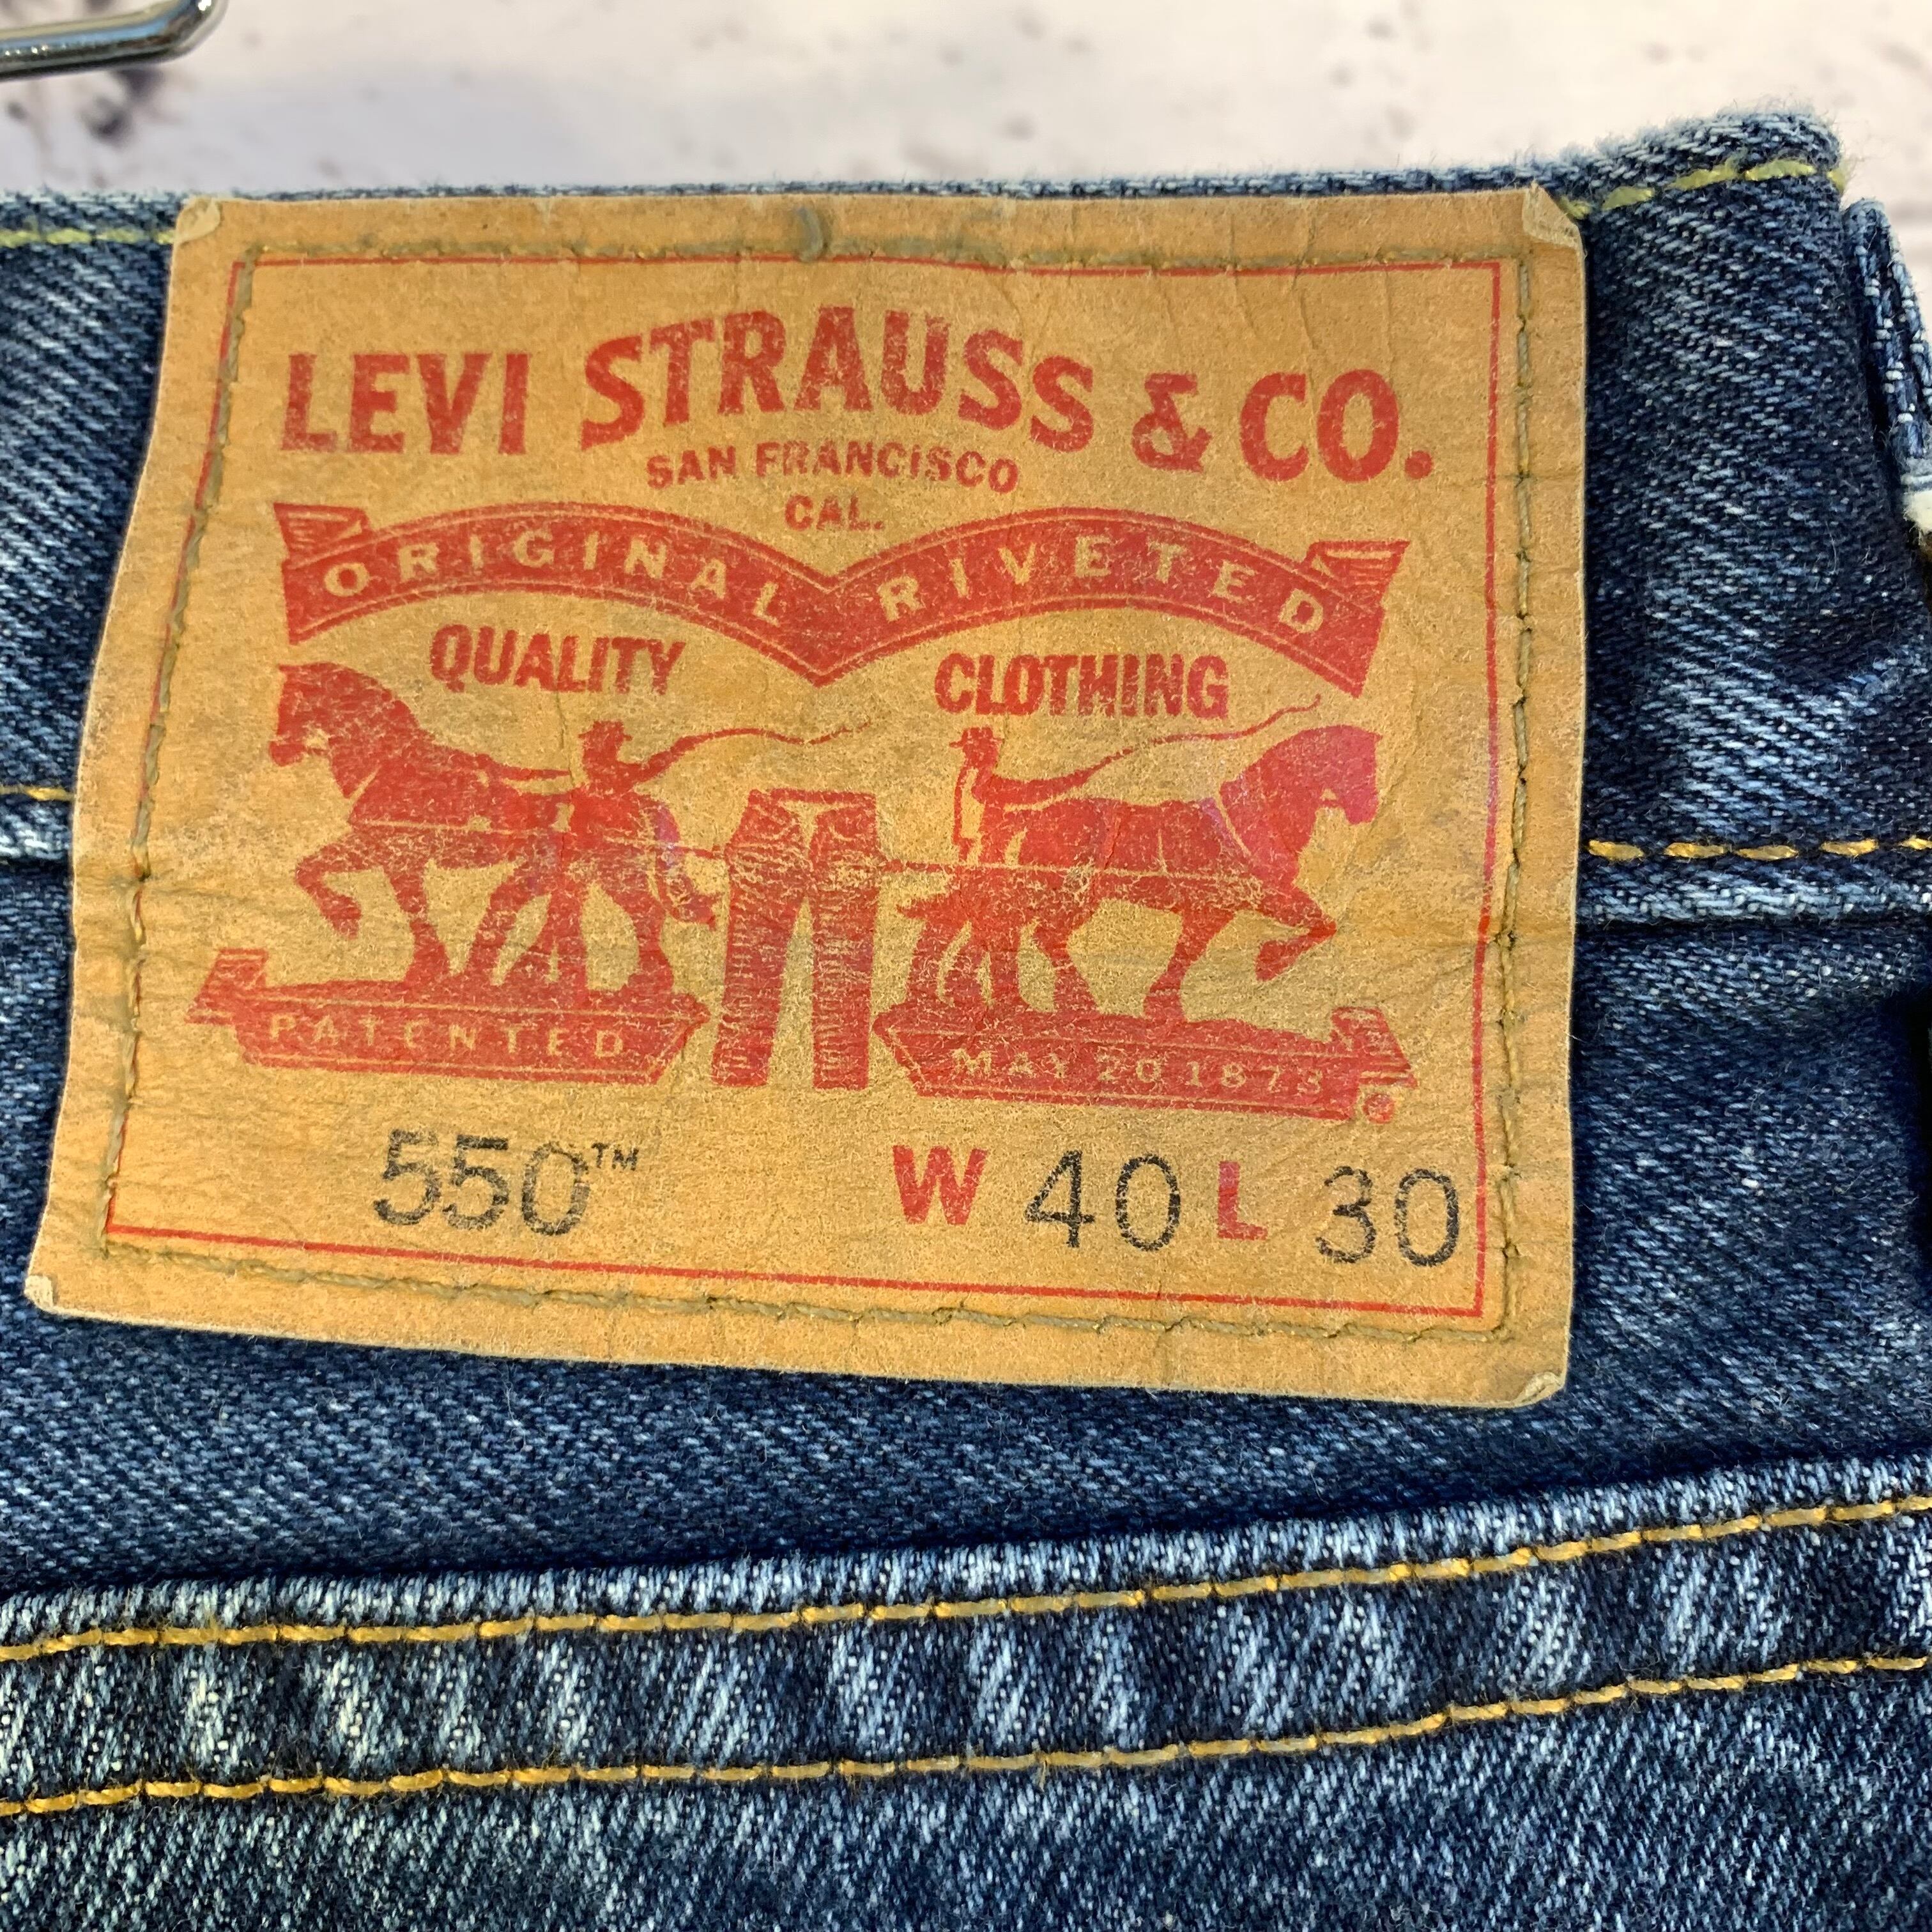 LEVI STRAUSS & CO.
SAN FRANCISCO
CAL.
ORIGINAL RIVETED
QUALITY CLOTHING
PATENTED MAY 20 1873
550™ W 40 L 30